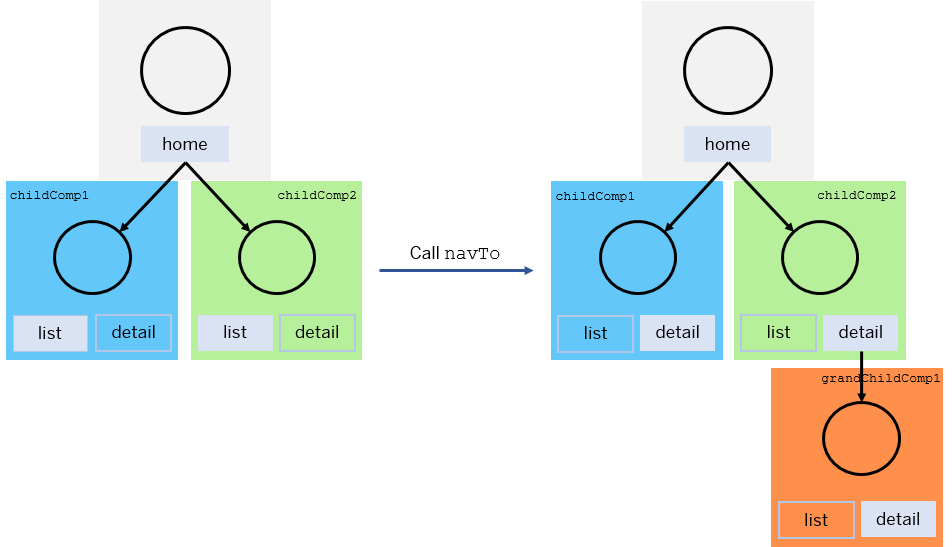 home
childComp1
childComp2
list
detail
list
detail
Call navTo
home
childComp1
childComp2
list
detail
list
detail
grandChildComp1
list
detail